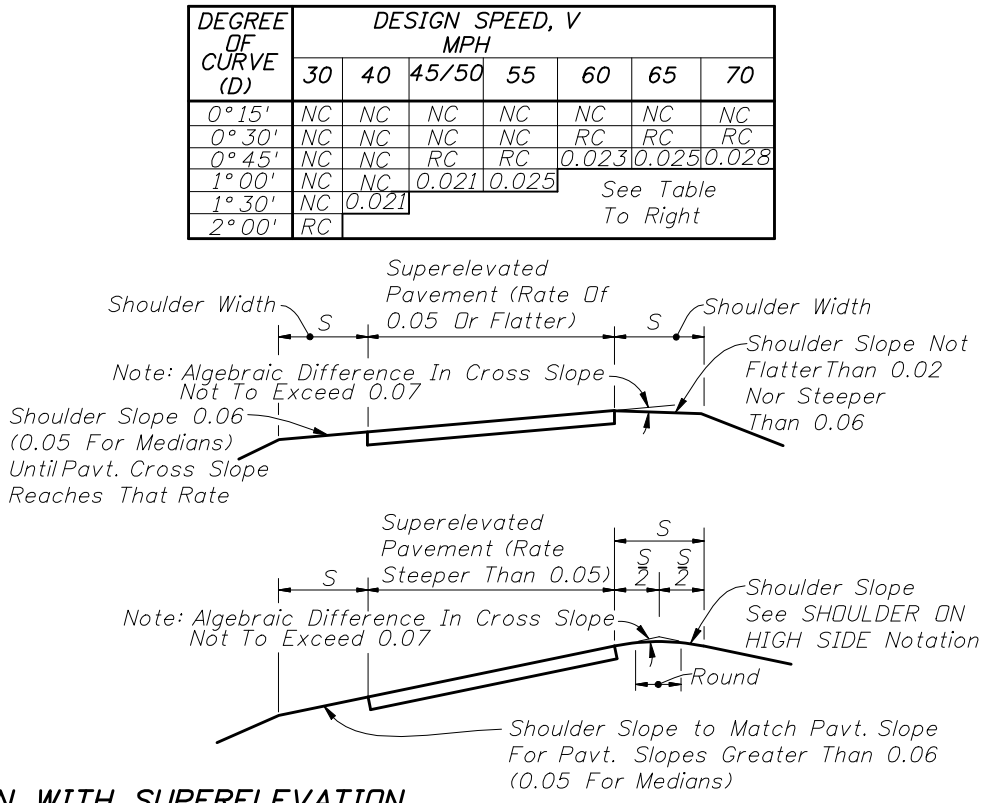 DEGREE OF CURVE (D) DESIGN SPEED, V MPH
30 40 45/50 55 60 65 70
0° 15' NC NC NC NC NC NC NC
0° 30' NC NC NC NC RC RC RC
0° 45' NC NC RC RC 0.023 0.025 0.028
1° 00' NC NC 0.021 0.025
1° 30' NC 0.021
2° 00' RC
See Table
To Right
Superelevated
Pavement (Rate Of
0.05 Or Flatter)
Shoulder Width
S
S
Shoulder Width
Shoulder Slope Not
Flatter Than 0.02
Nor Steeper
Than 0.06
Note: Algebraic Difference In Cross Slope
Not To Exceed 0.07
Shoulder Slope 0.06
(0.05 For Medians)
Until Pavt. Cross Slope
Reaches That Rate
Superelevated
Pavement (Rate
Steeper Than 0.05)
S
S
S/2 S/2
Note: Algebraic Difference In Cross Slope
Not To Exceed 0.07
Shoulder Slope
See SHOULDER ON
HIGH SIDE Notation
Round
Shoulder Slope to Match Pavt. Slope
For Pavt. Slopes Greater Than 0.06
(0.05 For Medians)
WITH SUPERELEVATION